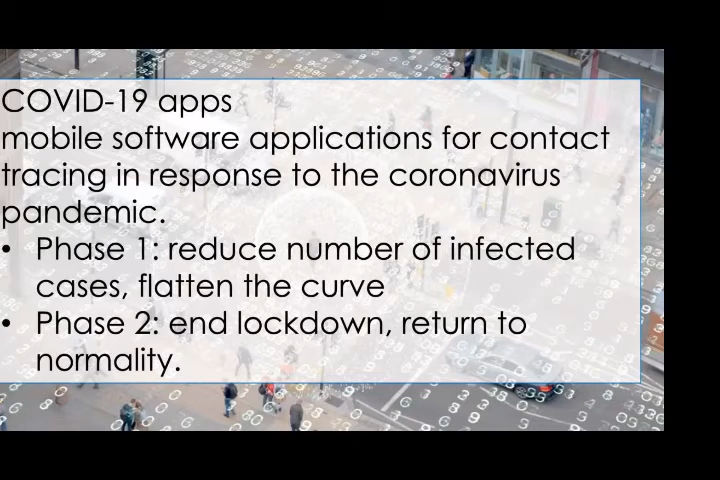 COVID-19 apps
mobile software applications for contact
tracing in response to the coronavirus
pandemic.
• Phase 1: reduce number of infected
cases, flatten the curve
• Phase 2: end lockdown, return to
normality.